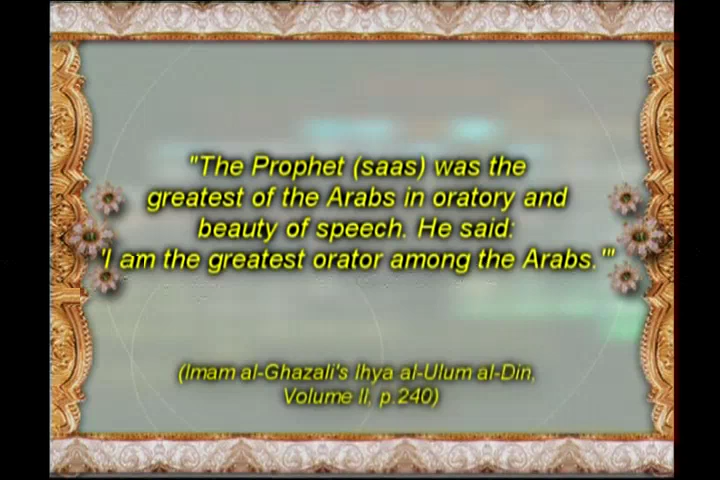 "The Prophet (saas) was the
greatest of the Arabs in oratory and
beauty of speech. He said:
'I am the greatest orator among the Arabs.'"
(Imam al-Ghazali's Ihya al-Ulum al-Din,
Volume II, p.240)